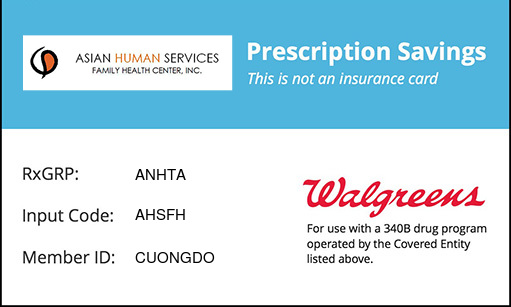 ASIAN HUMAN SERVICES
FAMILY HEALTH CENTER, INC.
Prescription Savings
This is not an insurance card
RxGRP: ANHTA
Input Code: AHSFH
Member ID: CUONGDO
Walgreens
For use with a 340B drug program
operated by the Covered Entity
listed above.